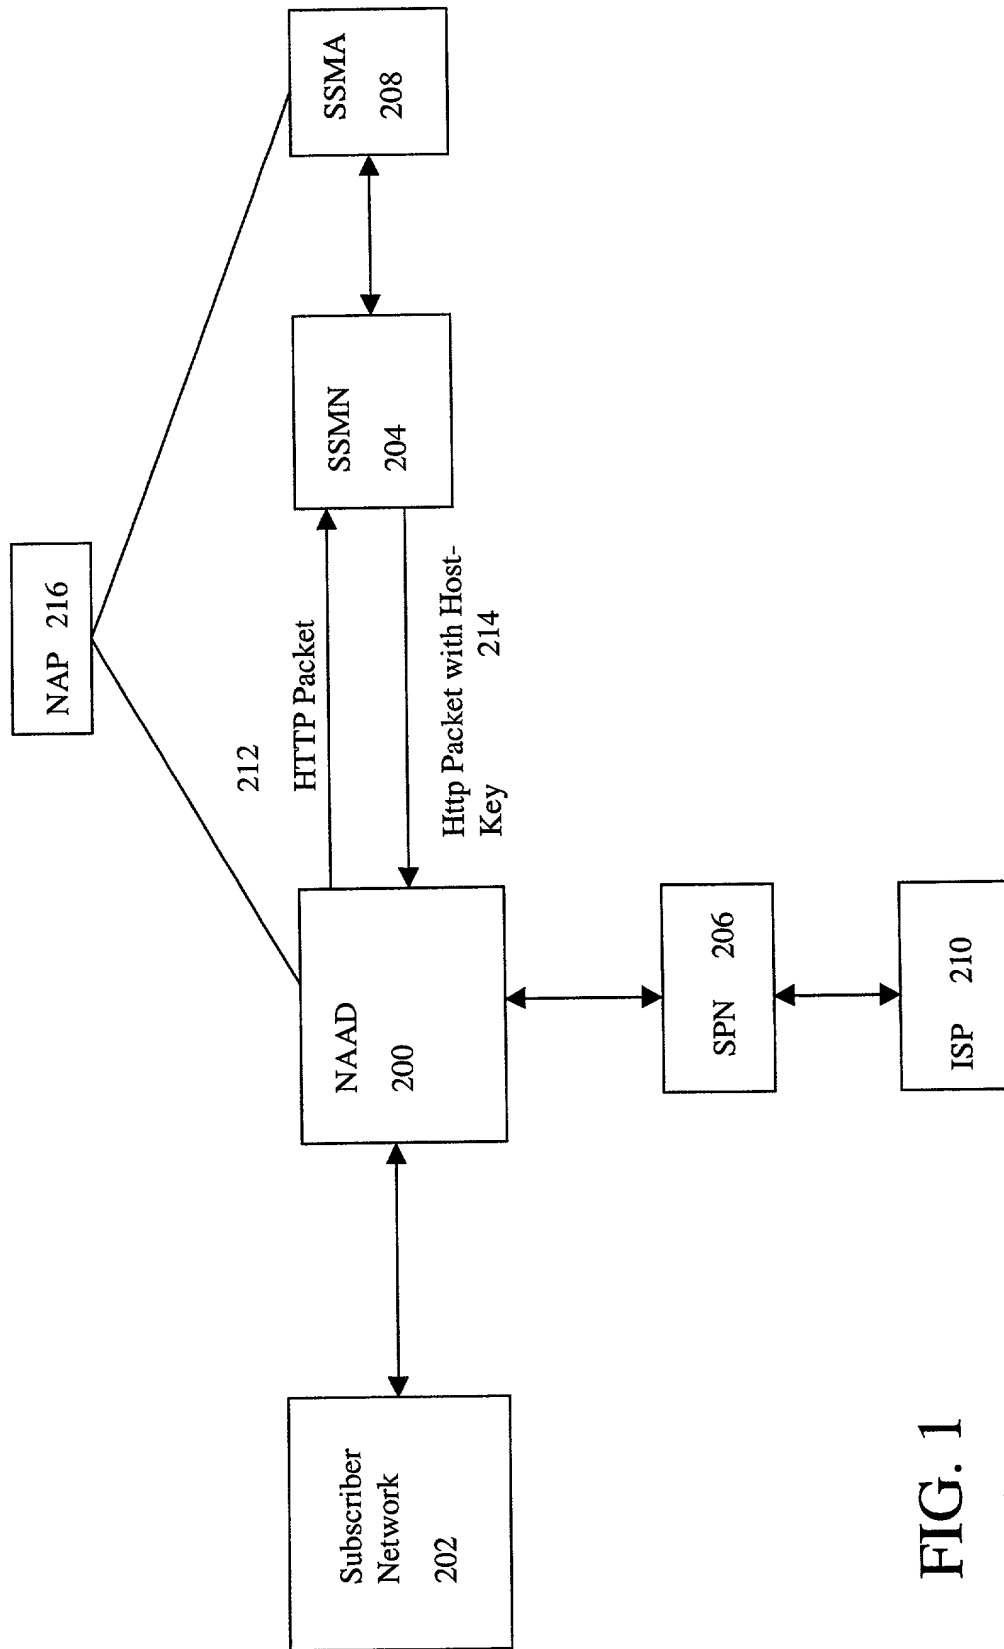 NAP 216
212
HTTP Packet
SSMN
204
SSMA
208
Http Packet with Host-
Key 214
NAAD
200
Subscriber
Network
202
SPN 206
ISP 210
FIG. 1